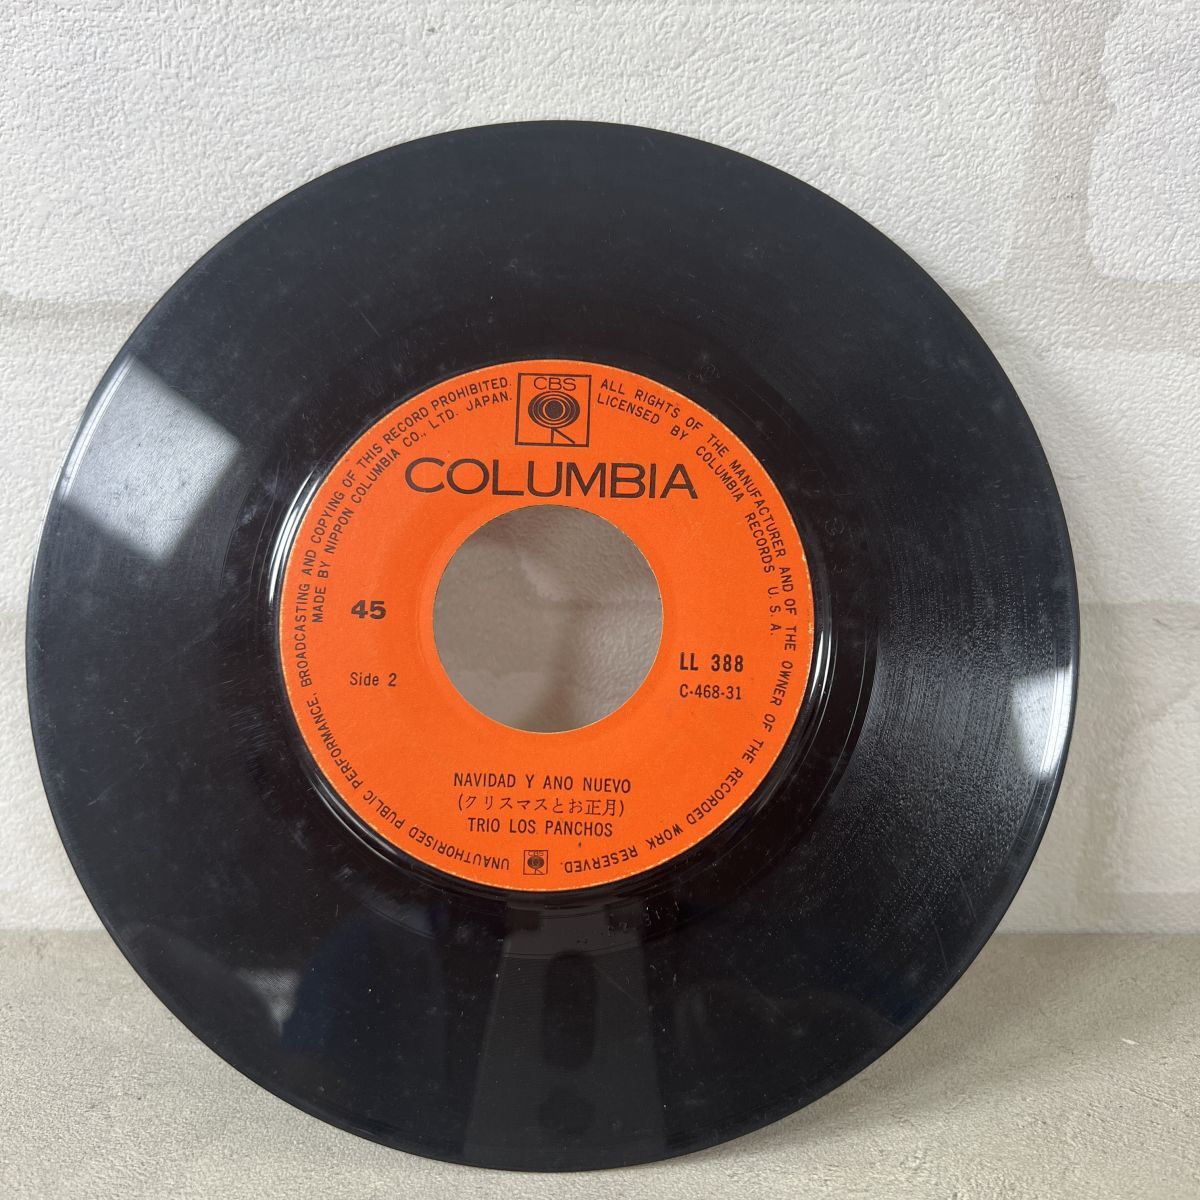 CBS
COLUMBIA
ALL RIGHTS OF THE MANUFACTURER AND OF THE OWNER OF THE RECORDED WORK RESERVED.
LICENSED BY COLUMBIA RECORDS U.S.A.
UNAUTHORISED PUBLIC PERFORMANCE, BROADCASTING AND COPYING OF THIS RECORD PROHIBITED.
MADE BY NIPPON COLUMBIA CO., LTD. JAPAN.
45
Side 2
LL 388
C-468-31
NAVIDAD Y ANO NUEVO
(クリスマスとお正月)
TRIO LOS PANCHOS
CBS